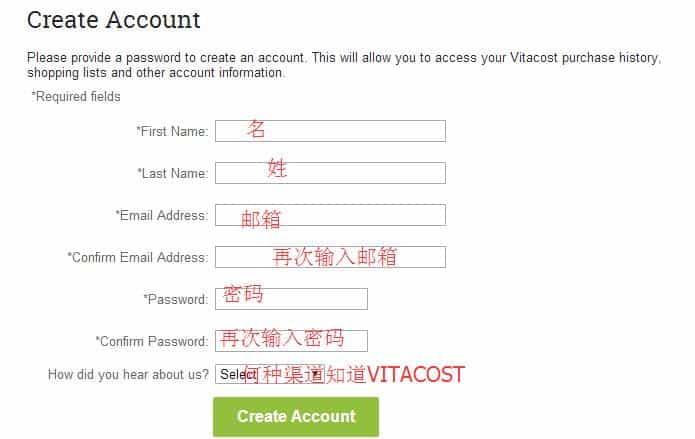 Create Account
Please provide a password to create an account. This will allow you to access your Vitacost purchase history,
shopping lists and other account information.
*Required fields
*First Name: 名
*Last Name: 姓
*Email Address: 邮箱
*Confirm Email Address: 再次输入邮箱
*Password: 密码
*Confirm Password: 再次输入密码
How did you hear about us? Select 何种渠道知道VITACOST
Create Account